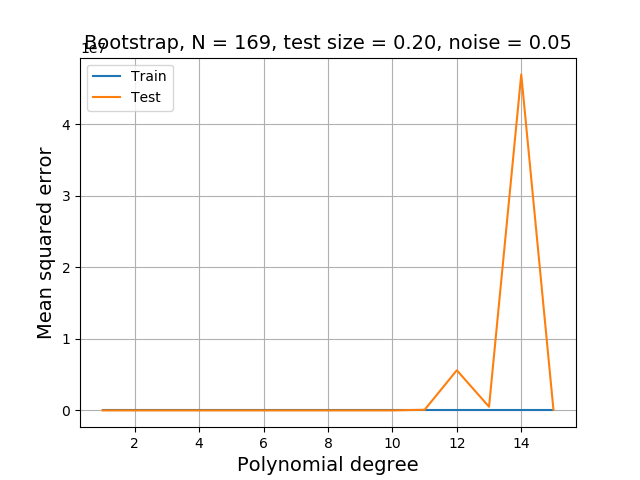 Bootstrap, N = 169, test size = 0.20, noise = 0.05
1e7
Train
Test
4
3
2
1
0
Mean squared error
2 4 6 8 10 12 14
Polynomial degree